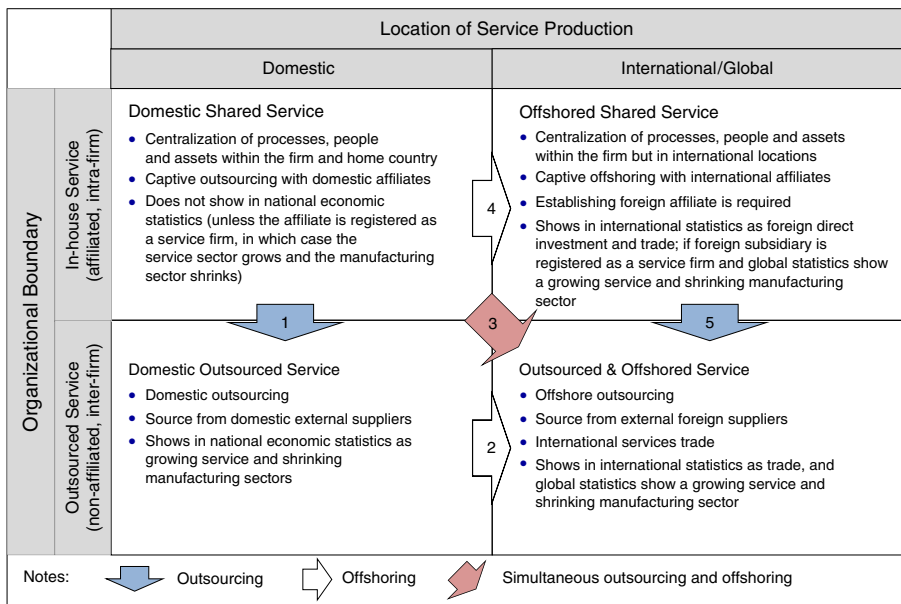 Location of Service Production
Domestic
International/Global
Organizational Boundary
In-house Service
(affiliated, intra-firm)
Domestic Shared Service
• Centralization of processes, people
and assets within the firm and home country
• Captive outsourcing with domestic affiliates
• Does not show in national economic
statistics (unless the affiliate is registered as
a service firm, in which case the
service sector grows and the manufacturing
sector shrinks)
4
Offshored Shared Service
• Centralization of processes, people and assets
within the firm but in international locations
• Captive offshoring with international affiliates
• Establishing foreign affiliate is required
• Shows in international statistics as foreign direct
investment and trade; if foreign subsidiary is
registered as a service firm and global statistics show
a growing service and shrinking manufacturing
sector
1
3
5
Outsourced Service
(non-affiliated, inter-firm)
Domestic Outsourced Service
• Domestic outsourcing
• Source from domestic external suppliers
• Shows in national economic statistics as
growing service and shrinking
manufacturing sectors
2
Outsourced & Offshored Service
• Offshore outsourcing
• Source from external foreign suppliers
• International services trade
• Shows in international statistics as trade, and
global statistics show a growing service and
shrinking manufacturing sector
Notes:
Outsourcing
Offshoring
Simultaneous outsourcing and offshoring